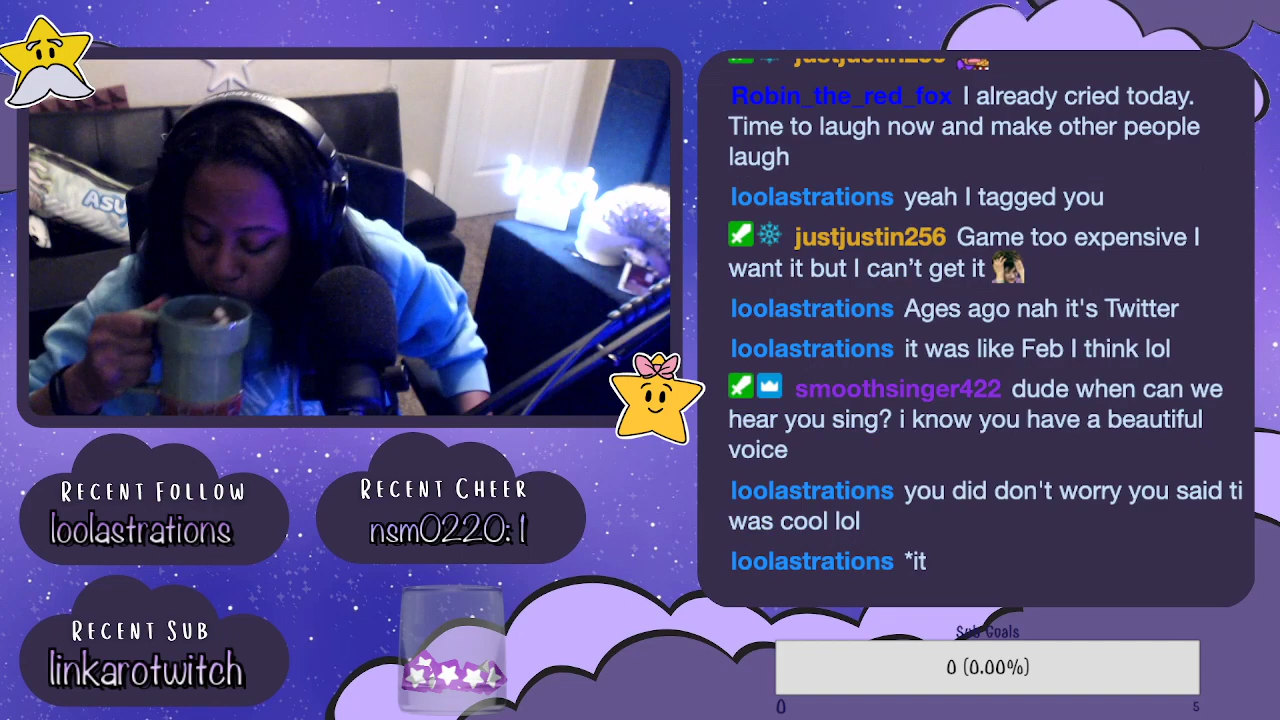 justjustin256
Robin_the_red_fox I already cried today.
Time to laugh now and make other people
laugh
loolastrations yeah I tagged you
justjustin256 Game too expensive I
want it but I can’t get it
loolastrations Ages ago nah it's Twitter
loolastrations it was like Feb I think lol
smoothsinger422 dude when can we
hear you sing? i know you have a beautiful
voice
loolastrations you did don't worry you said ti
was cool lol
loolastrations *it
ASU
RECENT FOLLOW
loolastrations
RECENT CHEER
nsm0220: 1
RECENT SUB
linkarotwitch
Sub Goals
0 (0.00%)
0
5